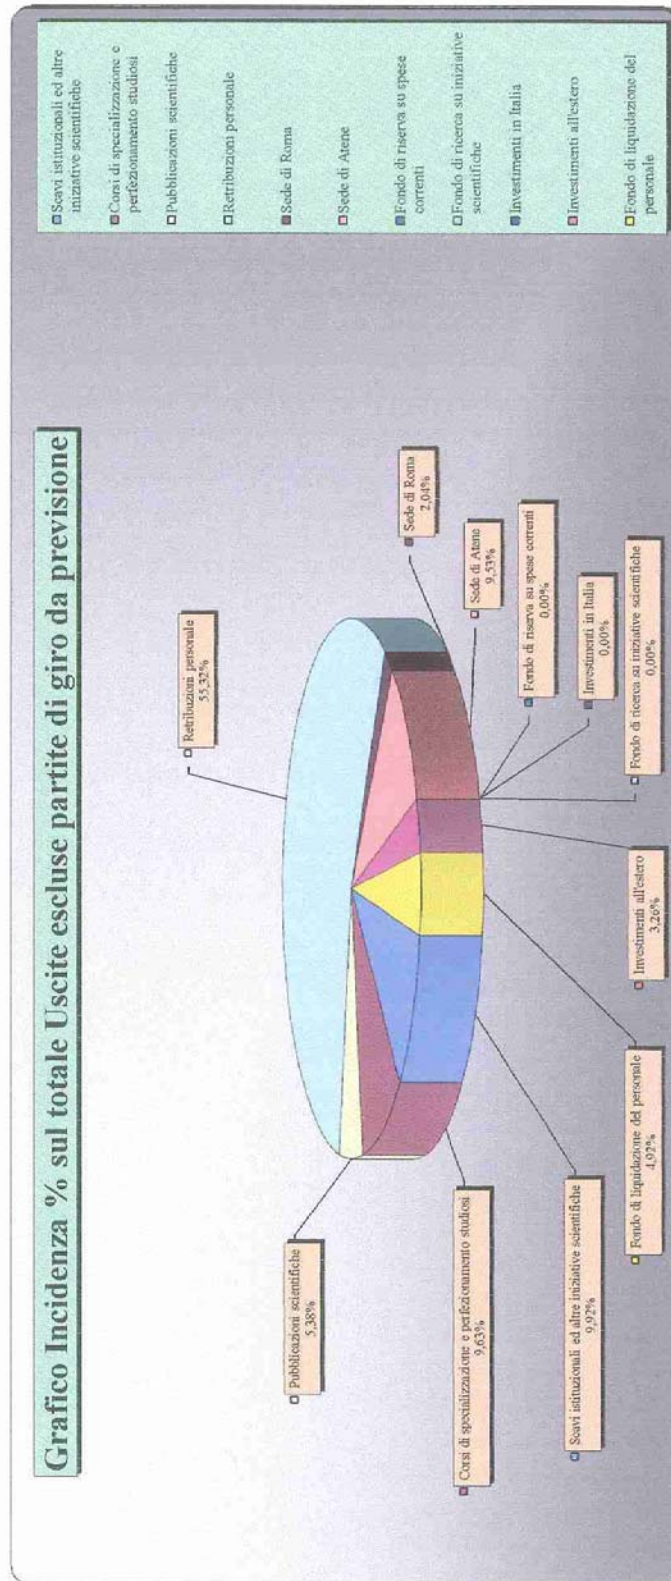 Grafico Incidenza % sul totale Uscite escluse partite di giro da previsione
Retribuzioni personale
55,32%
Sede di Roma
2,04%
Sede di Atene
9,53%
Fondo di riserva su spese correnti
0,00%
Investimenti in Italia
0,00%
Fondo di ricerca su iniziative scientifiche
0,00%
Investimenti all'estero
3,26%
Fondo di liquidazione del personale
4,92%
Scavi istituzionali ed altre iniziative scientifiche
9,92%
Corsi di specializzazione e perfezionamento studiosi
9,63%
Pubblicazioni scientifiche
5,38%
Scavi istituzionali ed altre
iniziative scientifiche
Corsi di specializzazione e
perfezionamento studiosi
Pubblicazioni scientifiche
Retribuzioni personale
Sede di Roma
Sede di Atene
Fondo di riserva su spese
correnti
Fondo di ricerca su iniziative
scientifiche
Investimenti in Italia
Investimenti all'estero
Fondo di liquidazione del
personale